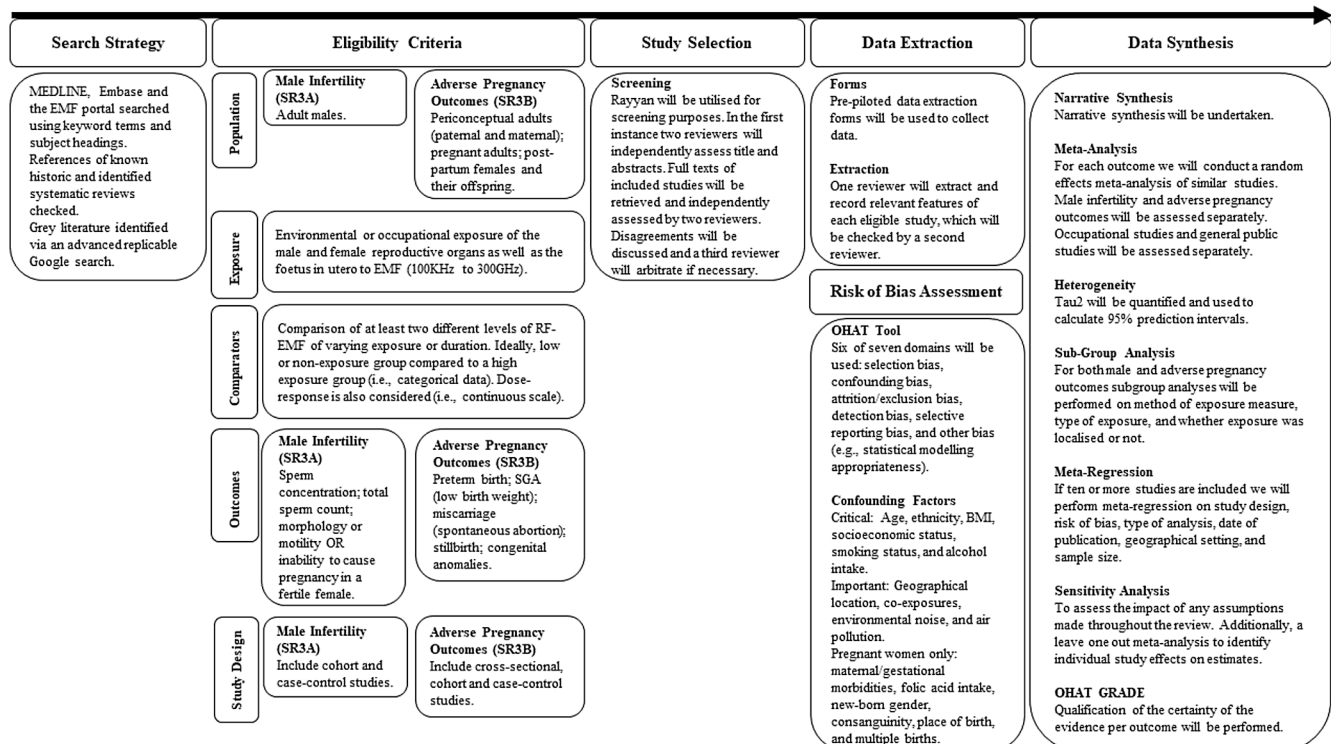 Search Strategy
MEDLINE, Embase and
the EMF portal searched
using keyword terms and
subject headings.
References of known
historic and identified
systematic reviews
checked.
Grey literature identified
via an advanced replicable
Google search.
Eligibility Criteria
Population
Male Infertility
(SR3A)
Adult males.
Adverse Pregnancy
Outcomes (SR3B)
Periconceptual adults
(paternal and maternal);
pregnant adults; post-
partum females and
their offspring.
Exposure
Environmental or occupational exposure of the
male and female reproductive organs as well as the
foetus in utero to EMF (100KHz to 300GHz).
Comparators
Comparison of at least two different levels of RF-
EMF of varying exposure or duration. Ideally, low
or non-exposure group compared to a high
exposure group (i.e., categorical data). Dose-
response is also considered (i.e., continuous scale).
Outcomes
Male Infertility
(SR3A)
Sperm
concentration; total
sperm count;
morphology or
motility OR
inability to cause
pregnancy in a
fertile female.
Adverse Pregnancy
Outcomes (SR3B)
Preterm birth; SGA
(low birth weight);
miscarriage
(spontaneous abortion);
stillbirth; congenital
anomalies.
Study Design
Male Infertility
(SR3A)
Include cohort and
case-control studies.
Adverse Pregnancy
Outcomes (SR3B)
Include cross-sectional,
cohort and case-control
studies.
Study Selection
Screening
Rayyan will be utilised for
screening purposes. In the first
instance two reviewers will
independently assess title and
abstracts. Full texts of
included studies will be
retrieved and independently
assessed by two reviewers.
Disagreements will be
discussed and a third reviewer
will arbitrate if necessary.
Data Extraction
Forms
Pre-piloted data extraction
forms will be used to collect
data.
Extraction
One reviewer will extract and
record relevant features of
each eligible study, which will
be checked by a second
reviewer.
Risk of Bias Assessment
OHAT Tool
Six of seven domains will be
used: selection bias,
confounding bias,
attrition/exclusion bias,
detection bias, selective
reporting bias, and other bias
(e.g., statistical modelling
appropriateness).
Confounding Factors
Critical: Age, ethnicity, BMI,
socioeconomic status,
smoking status, and alcohol
intake.
Important: Geographical
location, co-exposures,
environmental noise, and air
pollution.
Pregnant women only:
maternal/gestational
morbidities, folic acid intake,
new-born gender,
consanguinity, place of birth,
and multiple births.
Data Synthesis
Narrative Synthesis
Narrative synthesis will be undertaken.
Meta-Analysis
For each outcome we will conduct a random
effects meta-analysis of similar studies.
Male infertility and adverse pregnancy
outcomes will be assessed separately.
Occupational studies and general public
studies will be assessed separately.
Heterogeneity
Tau2 will be quantified and used to
calculate 95% prediction intervals.
Sub-Group Analysis
For both male and adverse pregnancy
outcomes subgroup analyses will be
performed on method of exposure measure,
type of exposure, and whether exposure was
localised or not.
Meta-Regression
If ten or more studies are included we will
perform meta-regression on study design,
risk of bias, type of analysis, date of
publication, geographical setting, and
sample size.
Sensitivity Analysis
To assess the impact of any assumptions
made throughout the review. Additionally, a
leave one out meta-analysis to identify
individual study effects on estimates.
OHAT GRADE
Qualification of the certainty of the
evidence per outcome will be performed.